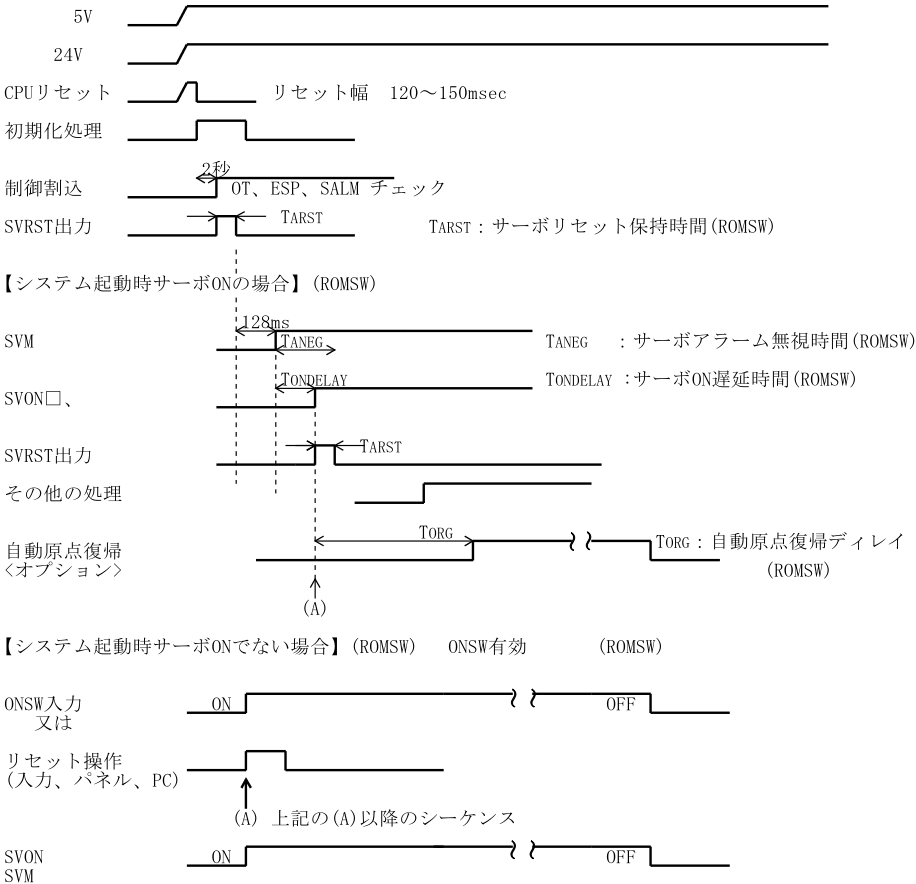 5V
24V
CPUリセット
リセット幅 120～150msec
初期化処理
2秒
制御割込
OT、ESP、SALM チェック
SVRST出力
TARST
TARST：サーボリセット保持時間(ROMSW)
【システム起動時サーボONの場合】(ROMSW)
128ms
SVM
TANEG
TANEG ：サーボアラーム無視時間(ROMSW)
TONDELAY
TONDELAY ：サーボON遅延時間(ROMSW)
SVON□、
SVRST出力
TARST
その他の処理
TORG
TORG：自動原点復帰ディレイ
(ROMSW)
自動原点復帰
<オプション>
(A)
【システム起動時サーボONでない場合】(ROMSW) ONSW有効 (ROMSW)
ONSW入力
ON
OFF
又は
リセット操作
(入力、パネル、PC)
(A) 上記の(A)以降のシーケンス
SVON
ON
OFF
SVM